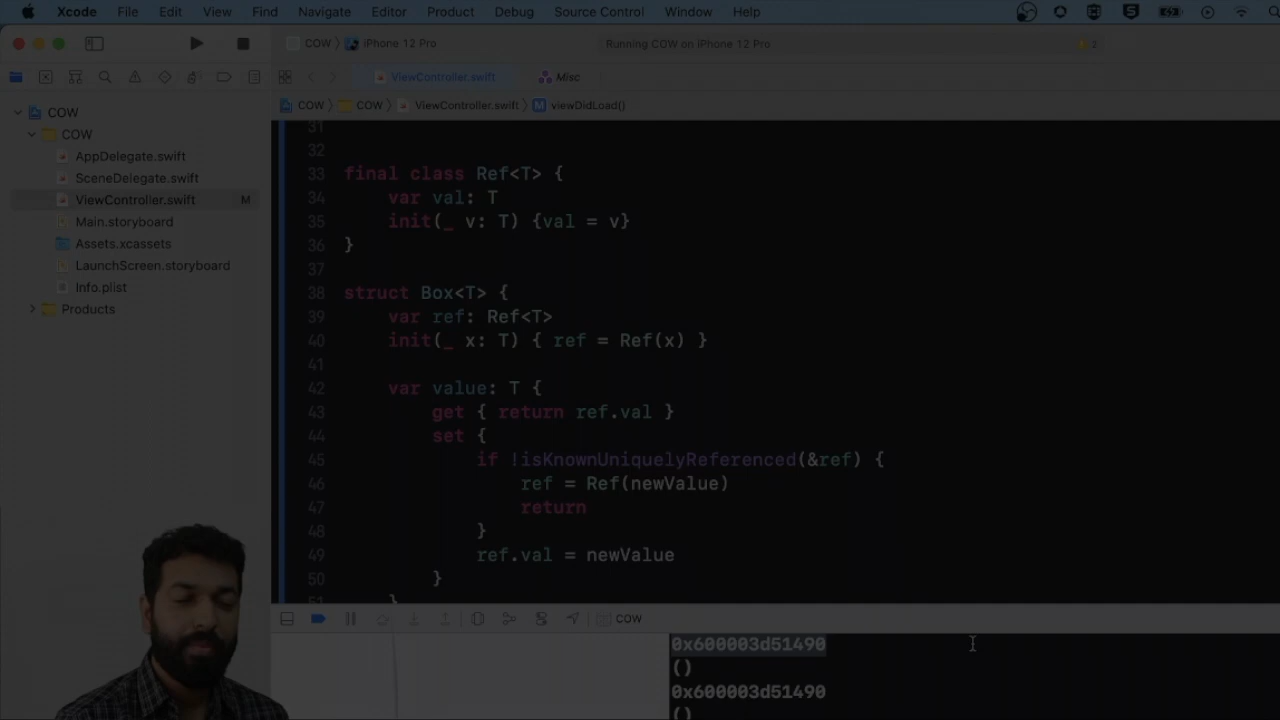 Xcode File Edit View Find Navigate Editor Product Debug Source Control Window Help
COW iPhone 12 Pro Running COW on iPhone 12 Pro 2
ViewController.swift Misc
COW COW ViewController.swift M viewDidLoad()
COW
COW
AppDelegate.swift
SceneDelegate.swift
ViewController.swift M
Main.storyboard
Assets.xcassets
LaunchScreen.storyboard
Info.plist
Products
31
32
33 final class Ref<T> {
34 var val: T
35 init(_ v: T) {val = v}
36 }
37
38 struct Box<T> {
39 var ref: Ref<T>
40 init(_ x: T) { ref = Ref(x) }
41
42 var value: T {
43 get { return ref.val }
44 set {
45 if !isKnownUniquelyReferenced(&ref) {
46 ref = Ref(newValue)
47 return
48 }
49 ref.val = newValue
50 }
51 }
COW
0x600003d51490
()
0x600003d51490
()